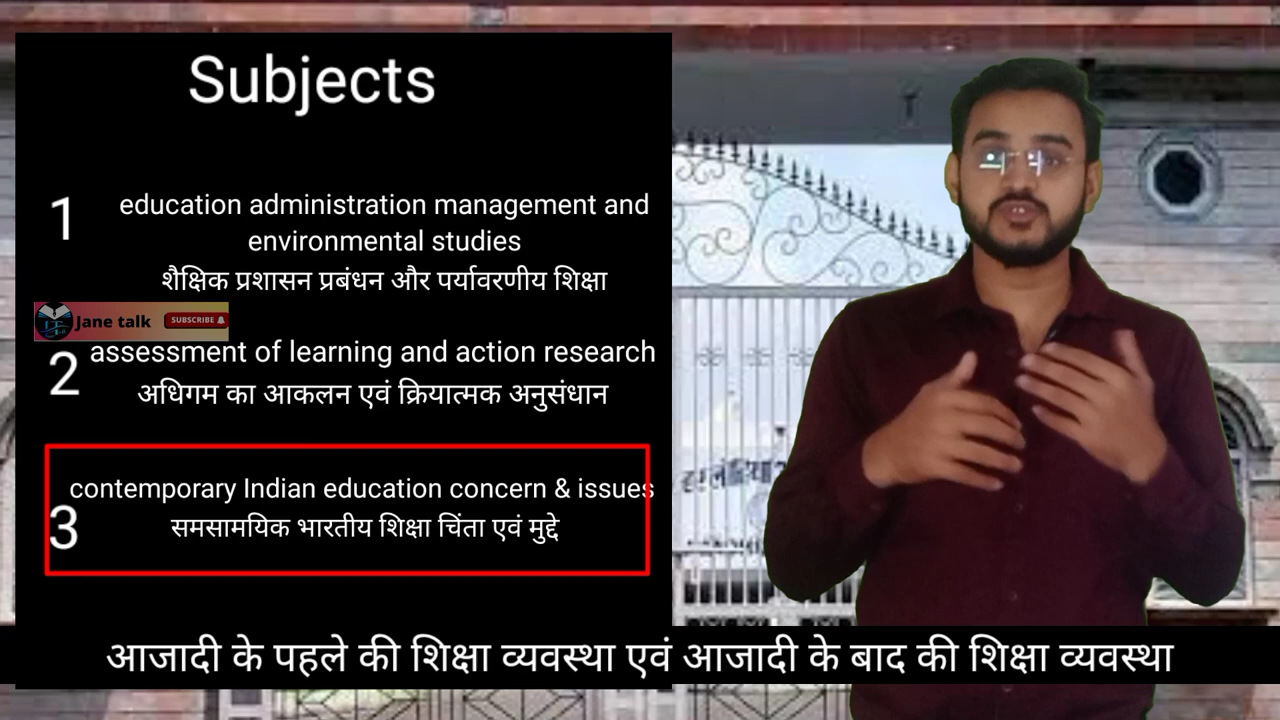 Subjects
1
education administration management and
environmental studies
शैक्षिक प्रशासन प्रबंधन और पर्यावरणीय शिक्षा
Jane talk
SUBSCRIBE
2
assessment of learning and action research
अधिगम का आकलन एवं क्रियात्मक अनुसंधान
3
contemporary Indian education concern & issues
समसामयिक भारतीय शिक्षा चिंता एवं मुद्दे
आजादी के पहले की शिक्षा व्यवस्था एवं आजादी के बाद की शिक्षा व्यवस्था